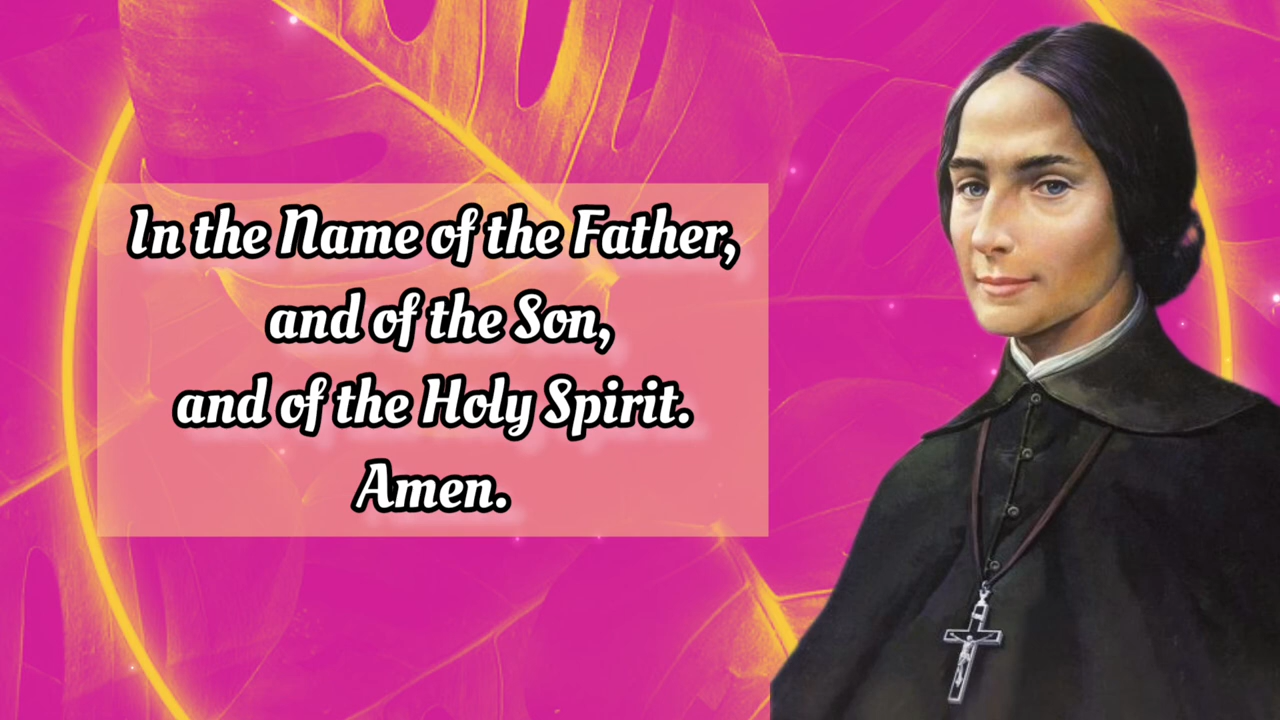 In the Name of the Father,
and of the Son,
and of the Holy Spirit.
Amen.